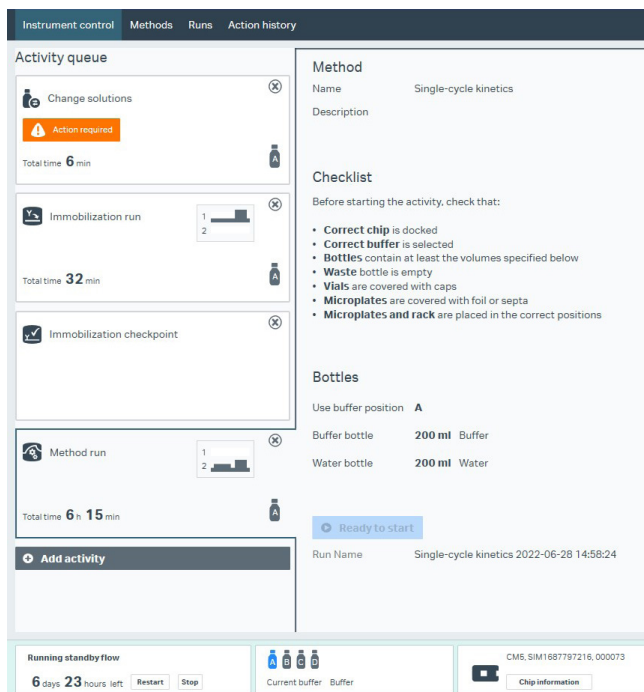 Instrument control Methods Runs Action history
Activity queue
Change solutions
Action required
Total time 6 min
A
Immobilization run
1
2
Total time 32 min
A
Immobilization checkpoint
Method run
1
2
Total time 6 h 15 min
A
Add activity
Method
Name Single-cycle kinetics
Description
Checklist
Before starting the activity, check that:
• Correct chip is docked
• Correct buffer is selected
• Bottles contain at least the volumes specified below
• Waste bottle is empty
• Vials are covered with caps
• Microplates are covered with foil or septa
• Microplates and rack are placed in the correct positions
Bottles
Use buffer position A
Buffer bottle 200 ml Buffer
Water bottle 200 ml Water
Ready to start
Run Name Single-cycle kinetics 2022-06-28 14:58:24
Running standby flow
6 days 23 hours left Restart Stop
A B C D
Current buffer Buffer
CM5, SIM1687797216, 000073
Chip information